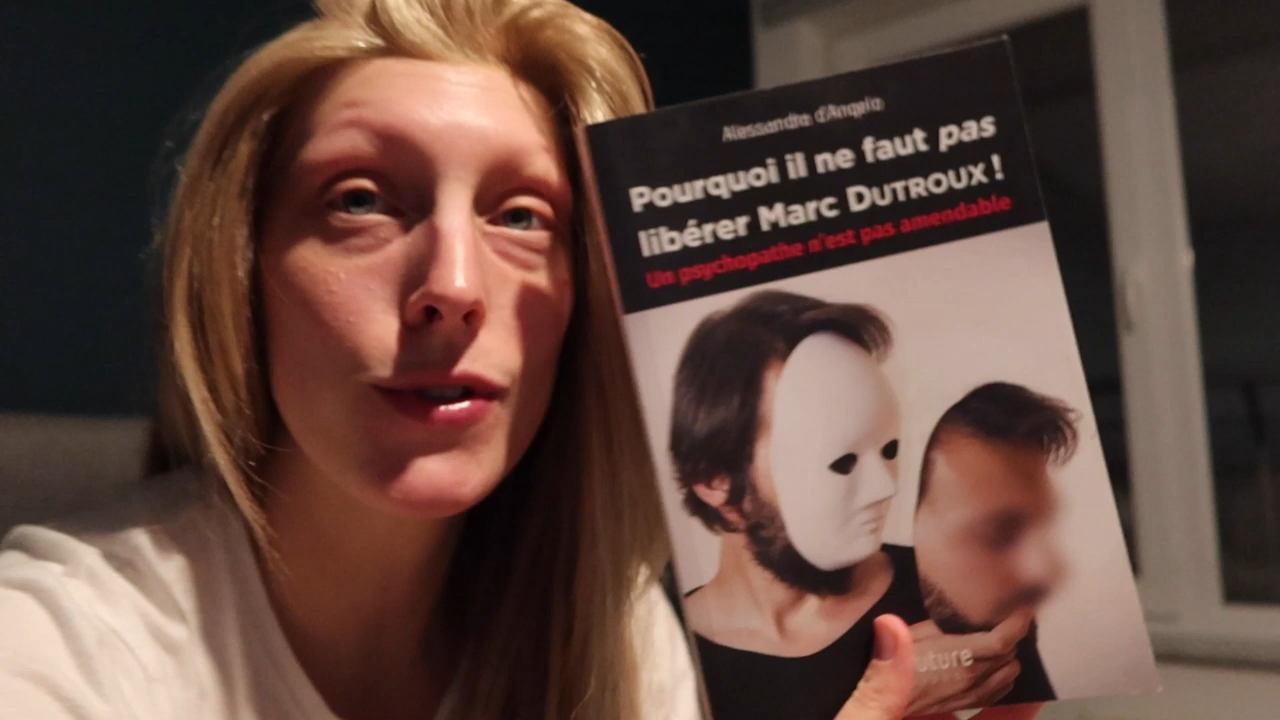 Alessandra d'Angelo
Pourquoi il ne faut pas
libérer Marc DUTROUX !
Un psychopathe n'est pas amendable
uture